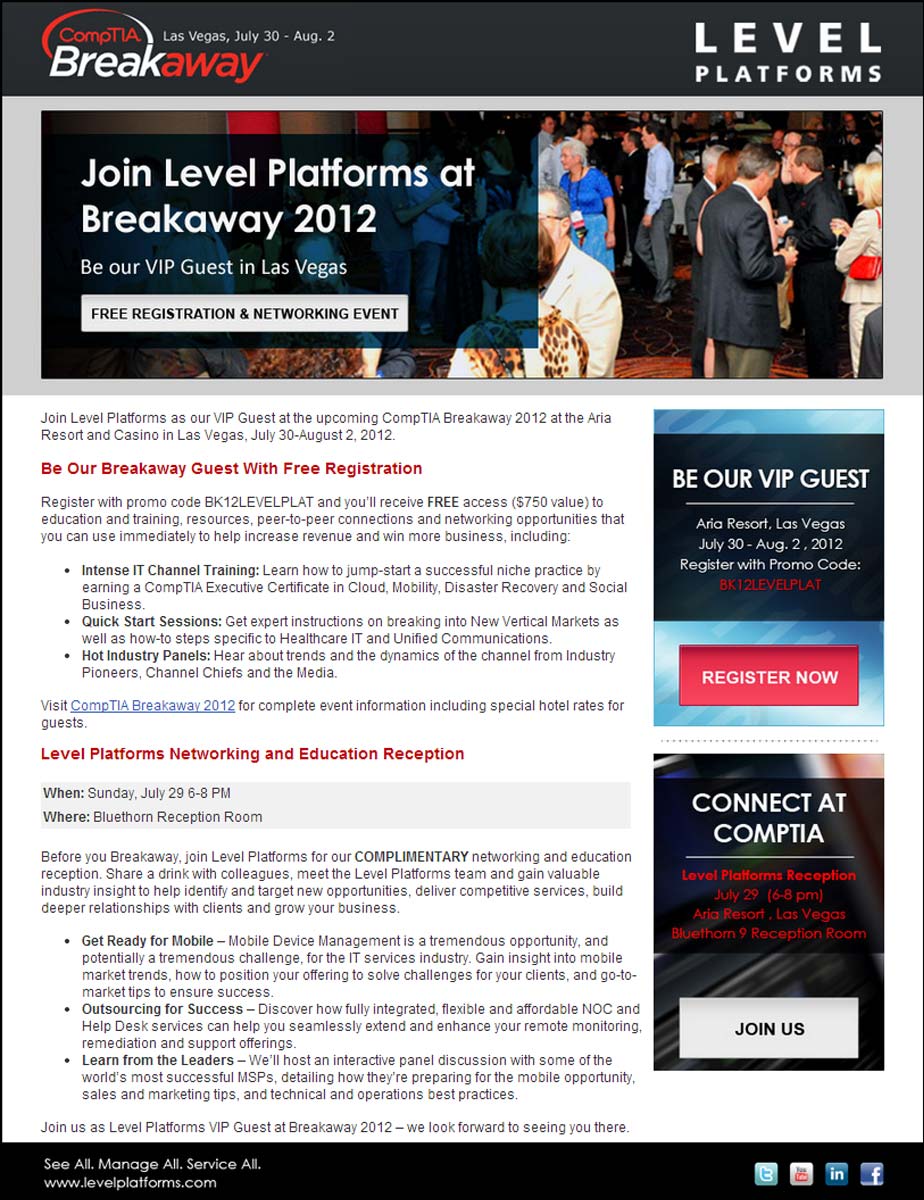 CompTIA
Breakaway
Las Vegas, July 30 - Aug. 2
LEVEL
PLATFORMS
Join Level Platforms at
Breakaway 2012
Be our VIP Guest in Las Vegas
FREE REGISTRATION & NETWORKING EVENT
Join Level Platforms as our VIP Guest at the upcoming CompTIA Breakaway 2012 at the Aria
Resort and Casino in Las Vegas, July 30-August 2, 2012.
Be Our Breakaway Guest With Free Registration
Register with promo code BK12LEVELPLAT and you'll receive FREE access ($750 value) to
education and training, resources, peer-to-peer connections and networking opportunities that
you can use immediately to help increase revenue and win more business, including:
• Intense IT Channel Training: Learn how to jump-start a successful niche practice by
earning a CompTIA Executive Certificate in Cloud, Mobility, Disaster Recovery and Social
Business.
• Quick Start Sessions: Get expert instructions on breaking into New Vertical Markets as
well as how-to steps specific to Healthcare IT and Unified Communications.
• Hot Industry Panels: Hear about trends and the dynamics of the channel from Industry
Pioneers, Channel Chiefs and the Media.
Visit CompTIA Breakaway 2012 for complete event information including special hotel rates for
guests.
Level Platforms Networking and Education Reception
When: Sunday, July 29 6-8 PM
Where: Bluethorn Reception Room
Before you Breakaway, join Level Platforms for our COMPLIMENTARY networking and education
reception. Share a drink with colleagues, meet the Level Platforms team and gain valuable
industry insight to help identify and target new opportunities, deliver competitive services, build
deeper relationships with clients and grow your business.
• Get Ready for Mobile – Mobile Device Management is a tremendous opportunity, and
potentially a tremendous challenge, for the IT services industry. Gain insight into mobile
market trends, how to position your offering to solve challenges for your clients, and go-to-
market tips to ensure success.
• Outsourcing for Success – Discover how fully integrated, flexible and affordable NOC and
Help Desk services can help you seamlessly extend and enhance your remote monitoring,
remediation and support offerings.
• Learn from the Leaders – We'll host an interactive panel discussion with some of the
world's most successful MSPs, detailing how they're preparing for the mobile opportunity,
sales and marketing tips, and technical and operations best practices.
Join us as Level Platforms VIP Guest at Breakaway 2012 – we look forward to seeing you there.
BE OUR VIP GUEST
Aria Resort, Las Vegas
July 30 - Aug. 2 , 2012
Register with Promo Code:
BK12LEVELPLAT
REGISTER NOW
CONNECT AT
COMPTIA
Level Platforms Reception
July 29 (6-8 pm)
Aria Resort , Las Vegas
Bluethorn 9 Reception Room
JOIN US
See All. Manage All. Service All.
www.levelplatforms.com
You
Tube
in
f